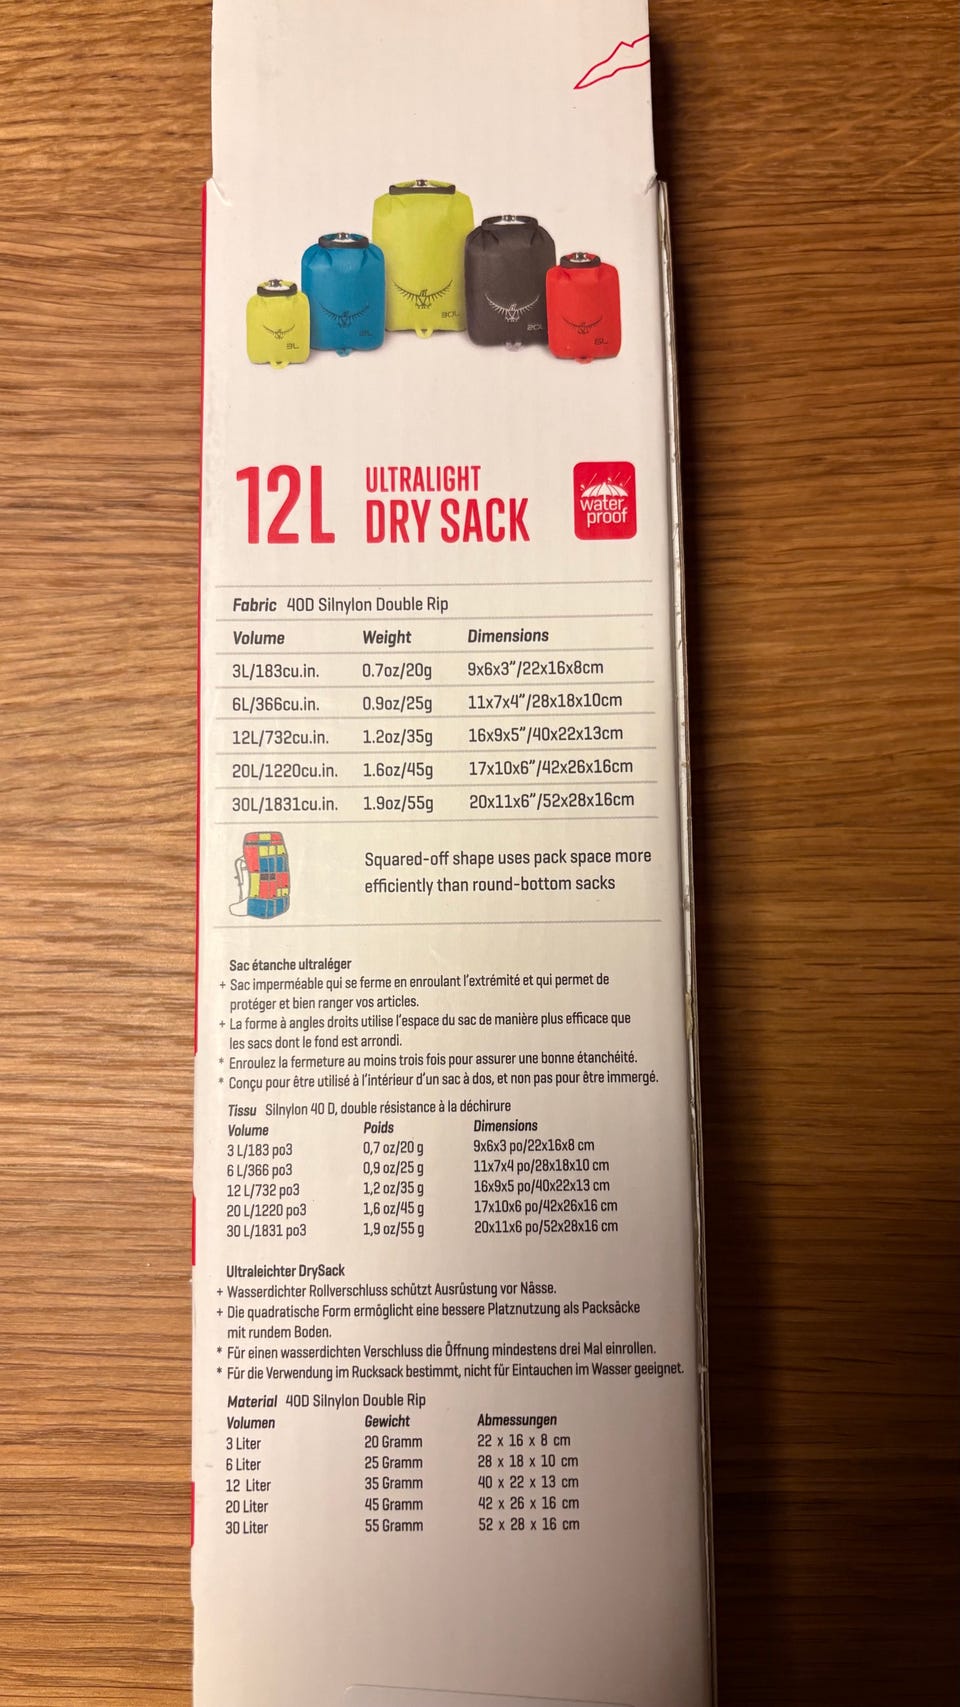 3L
30L
20L
6L
12L ULTRALIGHT
DRY SACK
water
proof
Fabric 40D Silnylon Double Rip
Volume Weight Dimensions
3L/183cu.in. 0.7oz/20g 9x6x3"/22x16x8cm
6L/366cu.in. 0.9oz/25g 11x7x4"/28x18x10cm
12L/732cu.in. 1.2oz/35g 16x9x5"/40x22x13cm
20L/1220cu.in. 1.6oz/45g 17x10x6"/42x26x16cm
30L/1831cu.in. 1.9oz/55g 20x11x6"/52x28x16cm
Squared-off shape uses pack space more
efficiently than round-bottom sacks
Sac étanche ultraléger
+ Sac imperméable qui se ferme en enroulant l'extrémité et qui permet de
protéger et bien ranger vos articles.
+ La forme à angles droits utilise l'espace du sac de manière plus efficace que
les sacs dont le fond est arrondi.
* Enroulez la fermeture au moins trois fois pour assurer une bonne étanchéité.
* Conçu pour être utilisé à l'intérieur d'un sac à dos, et non pas pour être immergé.
Tissu Silnylon 40 D, double résistance à la déchirure
Volume Poids Dimensions
3 L/183 po3 0,7 oz/20 g 9x6x3 po/22x16x8 cm
6 L/366 po3 0,9 oz/25 g 11x7x4 po/28x18x10 cm
12 L/732 po3 1,2 oz/35 g 16x9x5 po/40x22x13 cm
20 L/1220 po3 1,6 oz/45 g 17x10x6 po/42x26x16 cm
30 L/1831 po3 1,9 oz/55 g 20x11x6 po/52x28x16 cm
Ultraleichter DrySack
+ Wasserdichter Rollverschluss schützt Ausrüstung vor Nässe.
+ Die quadratische Form ermöglicht eine bessere Platznutzung als Packsäcke
mit rundem Boden.
* Für einen wasserdichten Verschluss die Öffnung mindestens drei Mal einrollen.
* Für die Verwendung im Rucksack bestimmt, nicht für Eintauchen im Wasser geeignet.
Material 40D Silnylon Double Rip
Volumen Gewicht Abmessungen
3 Liter 20 Gramm 22 x 16 x 8 cm
6 Liter 25 Gramm 28 x 18 x 10 cm
12 Liter 35 Gramm 40 x 22 x 13 cm
20 Liter 45 Gramm 42 x 26 x 16 cm
30 Liter 55 Gramm 52 x 28 x 16 cm